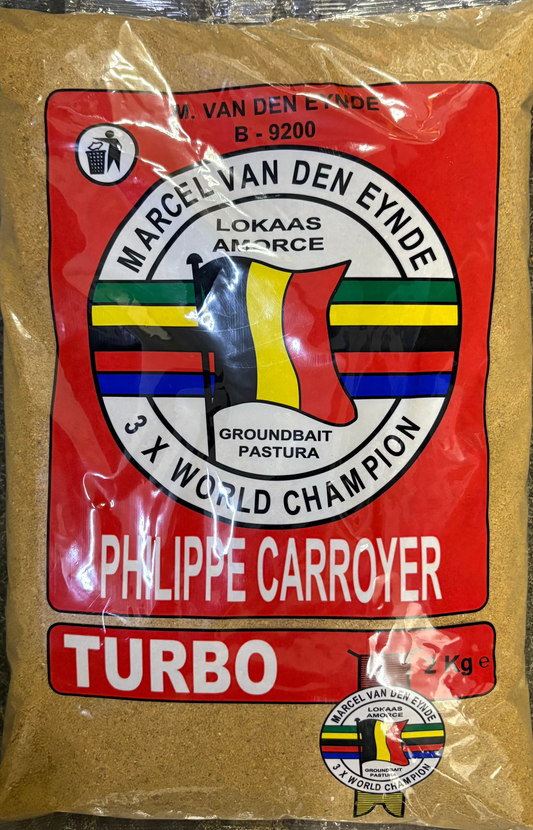 M. VAN DEN EYNDE
B - 9200
MARCEL VAN DEN EYNDE
LOKAAS
AMORCE
GROUNDBAIT
PASTURA
3 X WORLD CHAMPION
PHILIPPE CARROYER
TURBO
2 Kg ℮
MARCEL VAN DEN EYNDE
LOKAAS
AMORCE
GROUNDBAIT
PASTURA
3 X WORLD CHAMPION